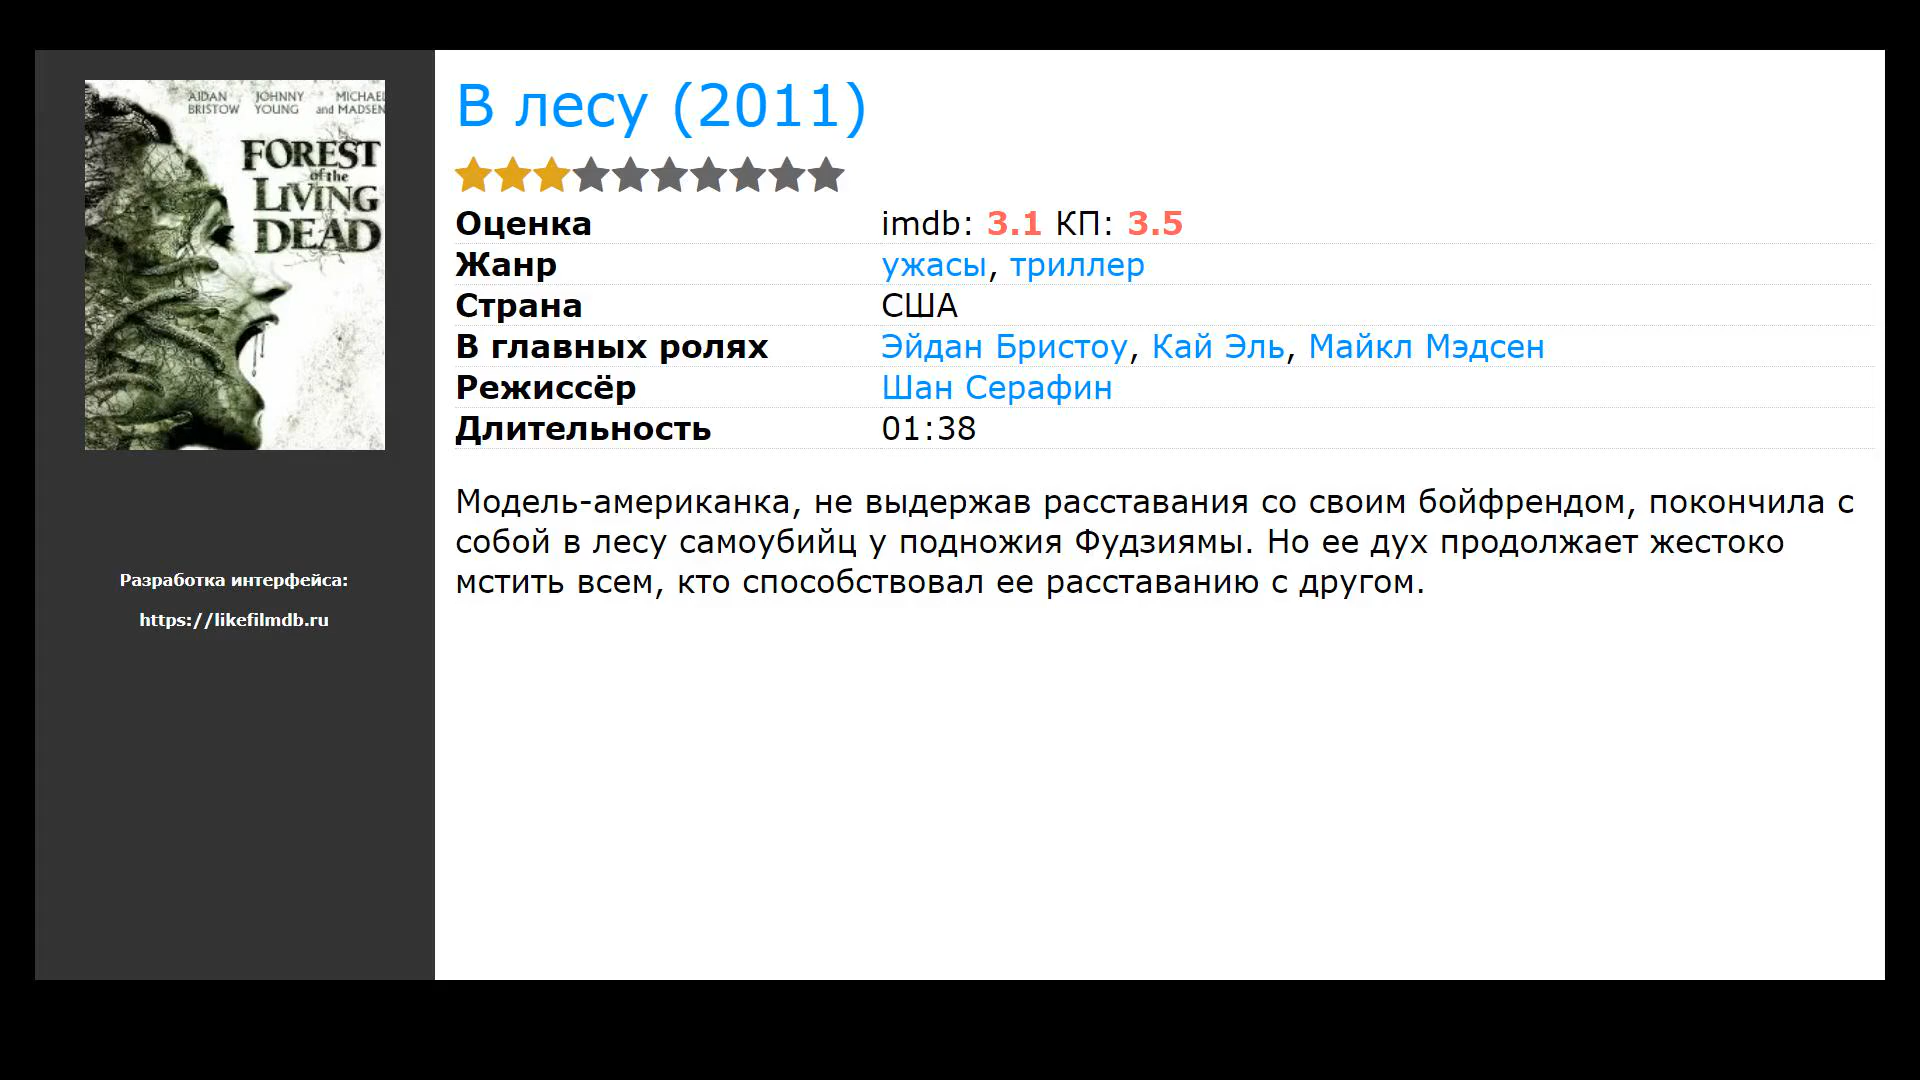 AIDAN JOHNNY MICHAEL
BRISTOW YOUNG and MADSEN
FOREST
of the
LIVING
DEAD
Разработка интерфейса:
https://likefilmdb.ru
В лесу (2011)
Оценка imdb: 3.1 КП: 3.5
Жанр ужасы, триллер
Страна США
В главных ролях Эйдан Бристоу, Кай Эль, Майкл Мэдсен
Режиссёр Шан Серафин
Длительность 01:38
Модель-американка, не выдержав расставания со своим бойфрендом, покончила с
собой в лесу самоубийц у подножия Фудзиямы. Но ее дух продолжает жестоко
мстить всем, кто способствовал ее расставанию с другом.